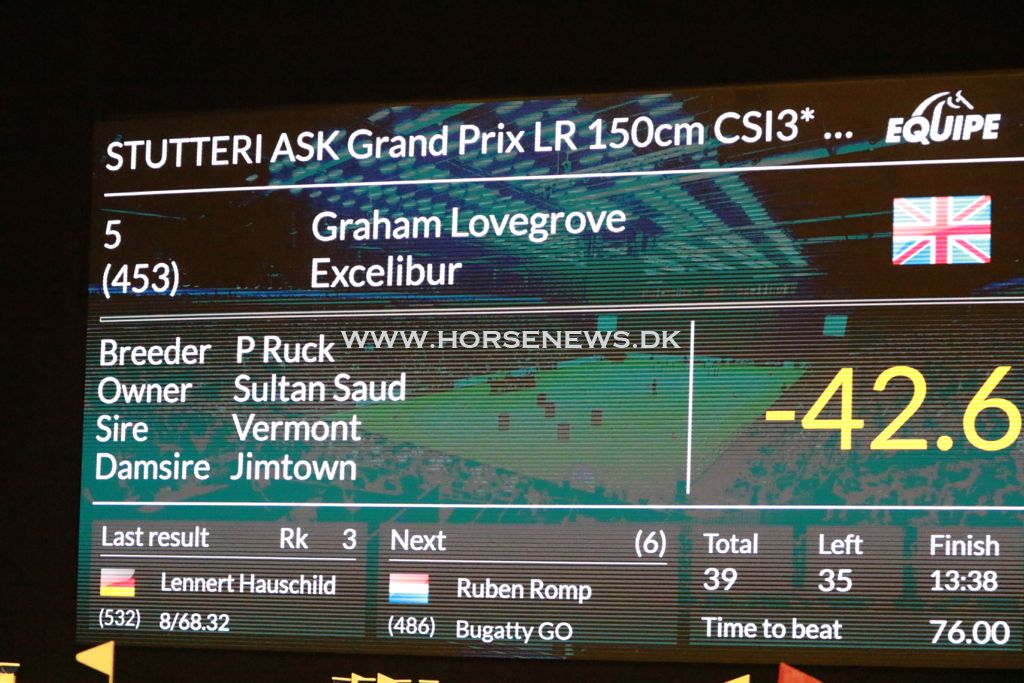 STUTTERI ASK Grand Prix LR 150cm CSI3* ... EQUIPE
5 Graham Lovegrove
(453) Excelibur
WWW.HORSENEWS.DK
Breeder P Ruck
Owner Sultan Saud
Sire Vermont
Damsire Jimtown
-42.6
Last result Rk 3
Lennert Hauschild
(532) 8/68.32
Next (6)
Ruben Romp
(486) Bugatty GO
Total Left Finish
39 35 13:38
Time to beat 76.00